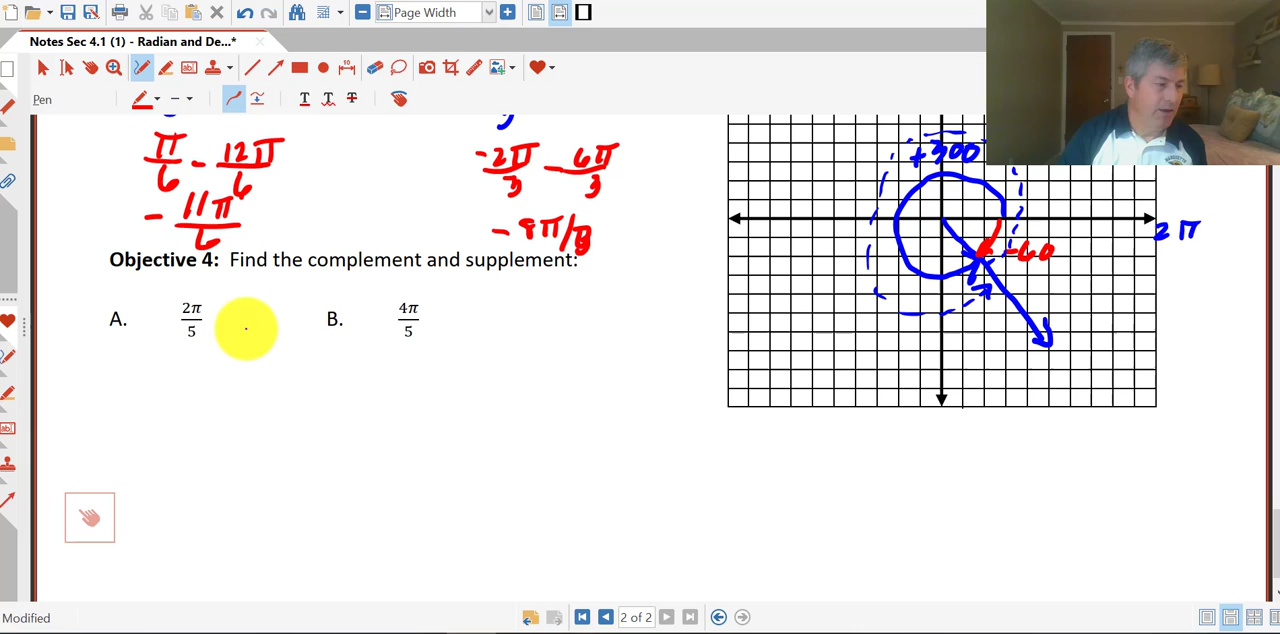 Page Width
Notes Sec 4.1 (1) - Radian and De...*
Pen
T T T
π/6 - 12π/6
- 11π/6
-2π/3 - 6π/3
- 8π/3
+300
-60
2π
Objective 4: Find the complement and supplement:
A. 2π/5 B. 4π/5
Modified
2 of 2